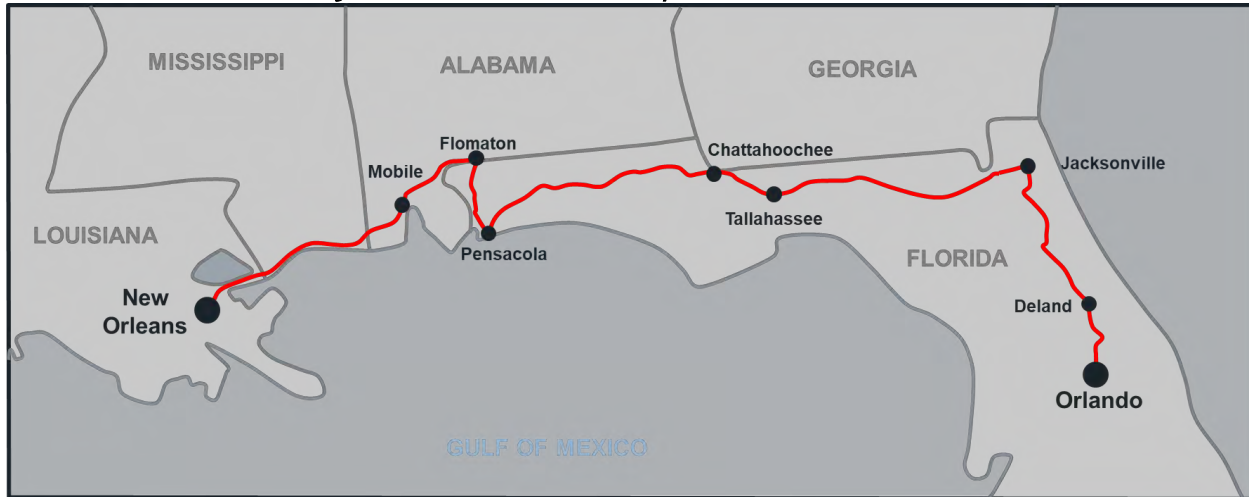 MISSISSIPPI
ALABAMA
GEORGIA
Flomaton
Chattahoochee
Jacksonville
Mobile
Tallahassee
LOUISIANA
Pensacola
FLORIDA
New
Orleans
Deland
Orlando
GULF OF MEXICO